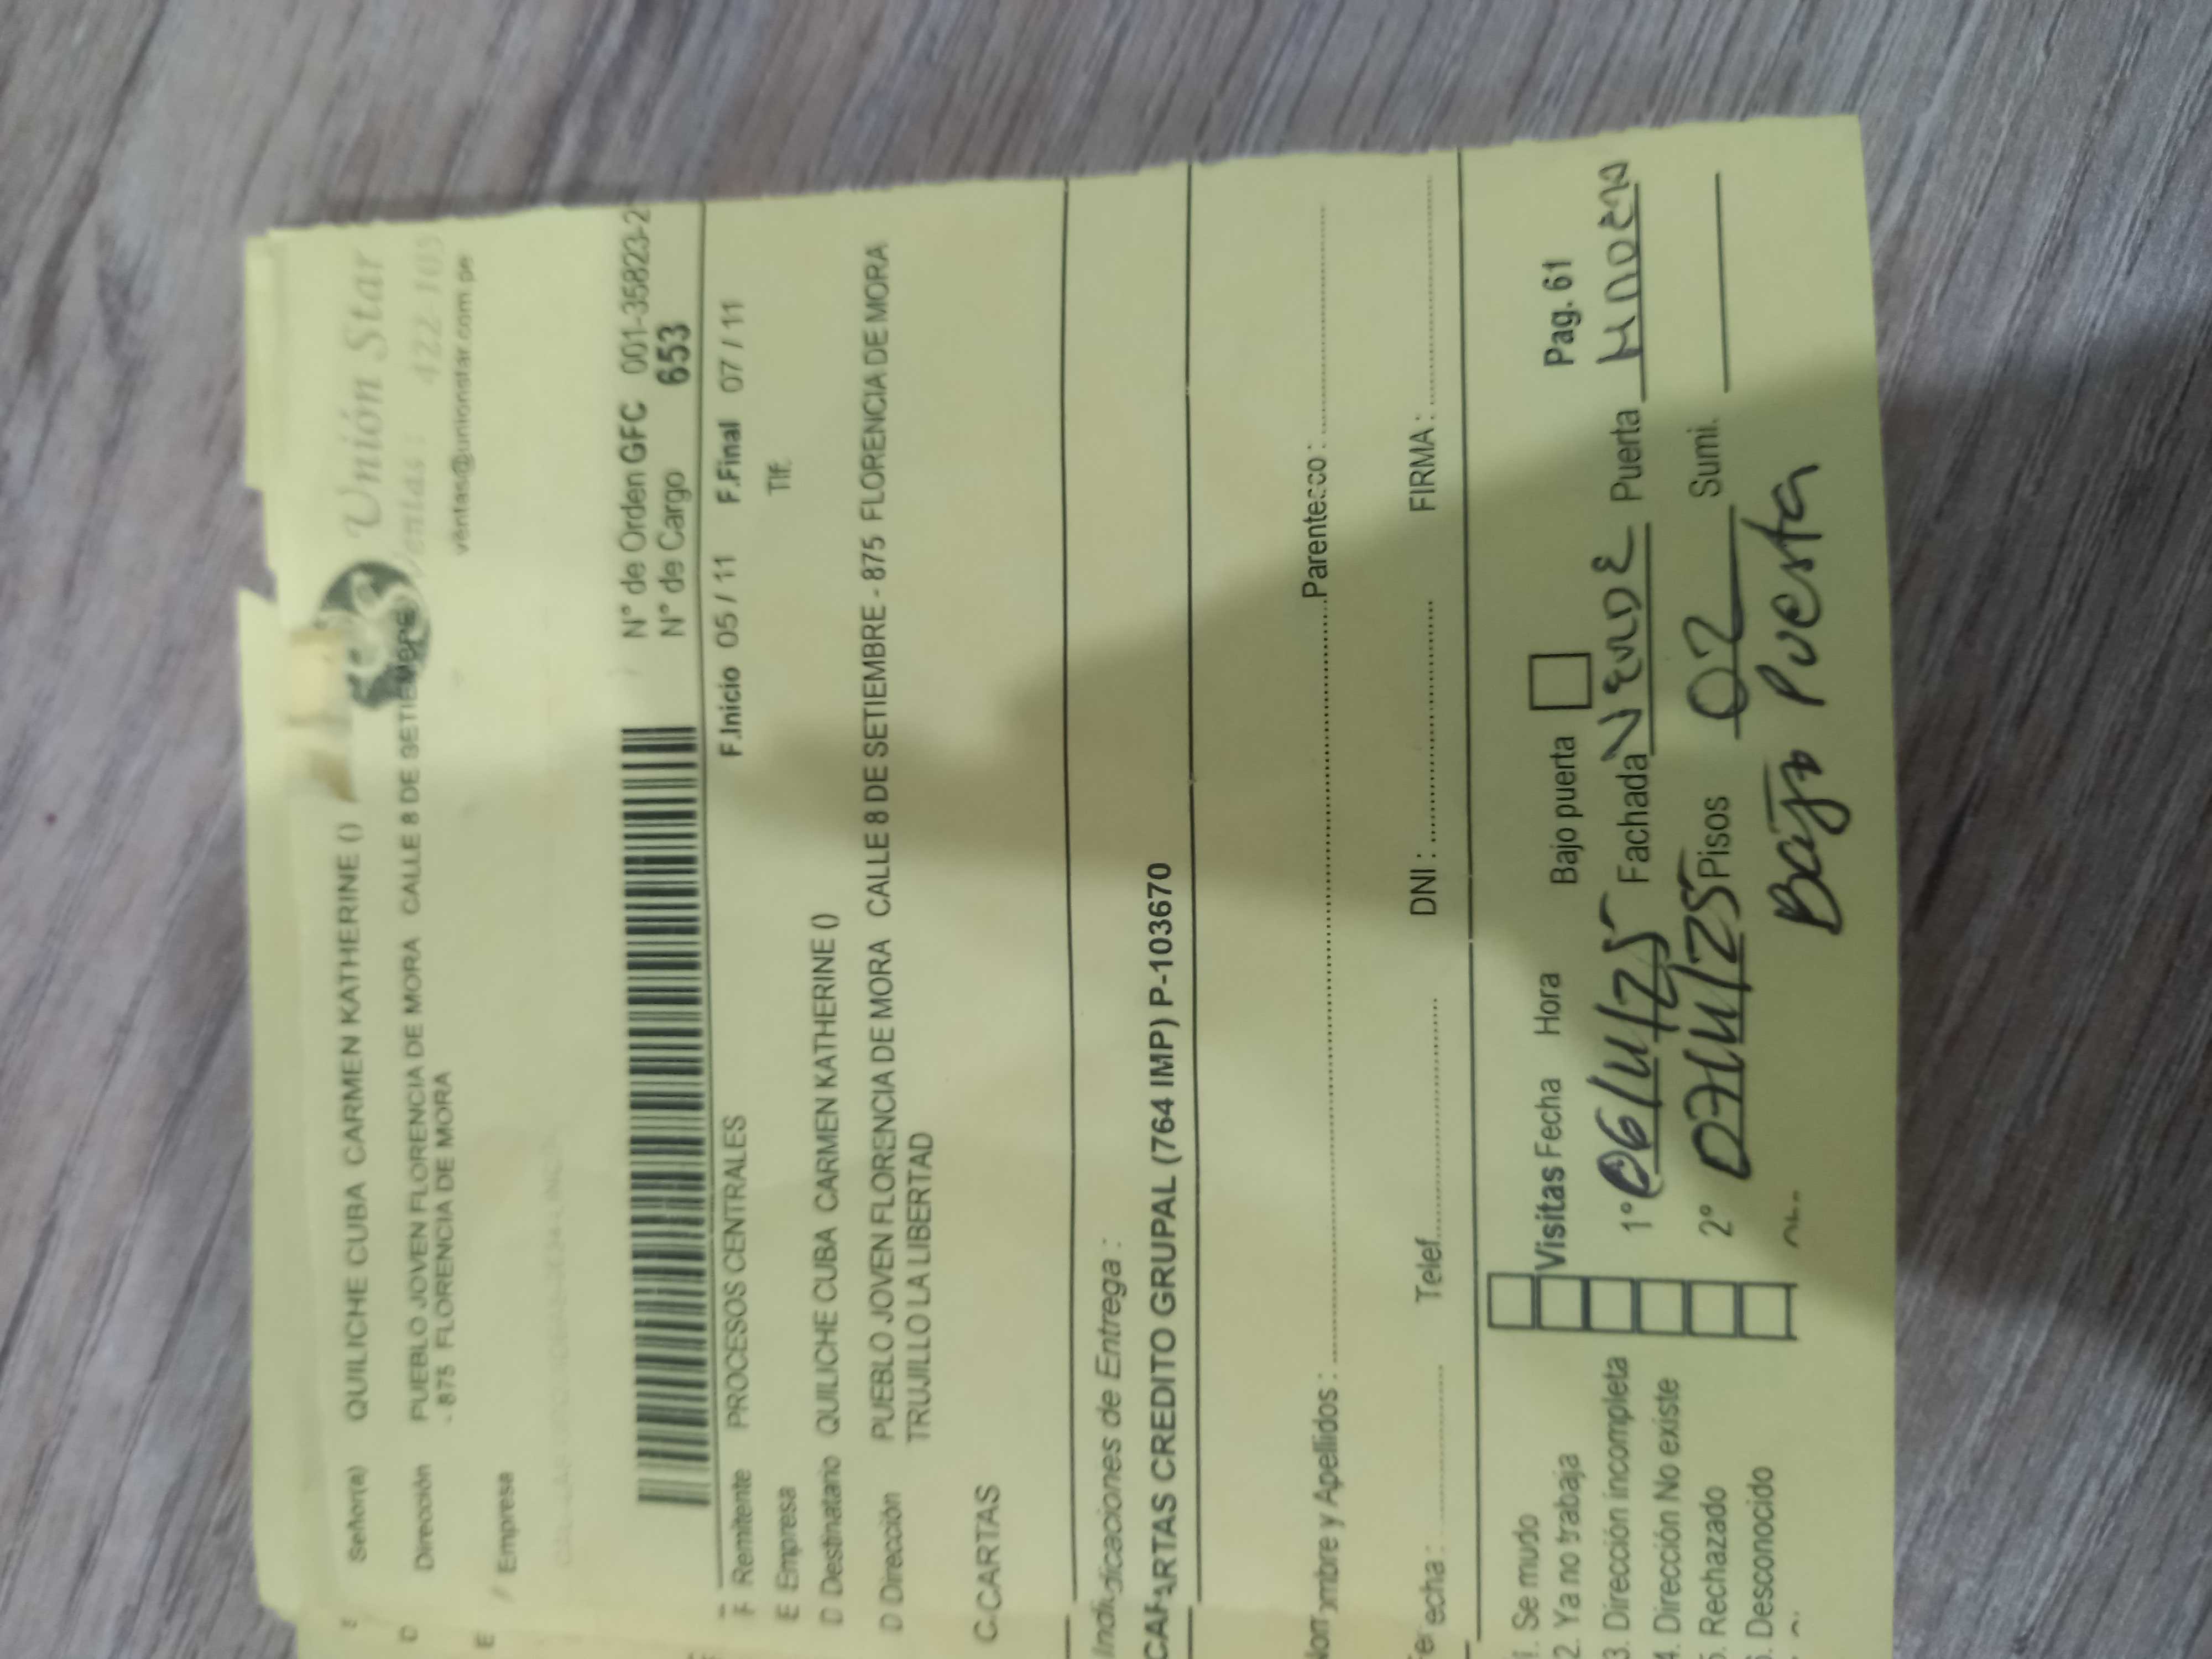 Señor(a) QUILICHE CUBA CARMEN KATHERINE ()
Unión Star
Dirección PUEBLO JOVEN FLORENCIA DE MORA CALLE 8 DE SETIEMBRE
Ventas : 422-103
- 875 FLORENCIA DE MORA
ventas@unionstar.com.pe
/ Empresa
N° de Orden GFC 001-35823-2
N° de Cargo 653
F Remitente PROCESOS CENTRALES F.Inicio 05 / 11 F.Final 07 / 11
E Empresa Tlf.
D Destinatario QUILICHE CUBA CARMEN KATHERINE ()
D Dirección PUEBLO JOVEN FLORENCIA DE MORA CALLE 8 DE SETIEMBRE - 875 FLORENCIA DE MORA
TRUJILLO LA LIBERTAD
C-CARTAS
Indicaciones de Entrega :
CARTAS CREDITO GRUPAL (764 IMP) P-103670
Nombre y Apellidos : Parentesco :
Fecha : Telef. DNI : FIRMA :
1. Se mudo
2. Ya no trabaja Visitas Fecha Hora Bajo puerta Pag. 61
3. Dirección incompleta 1° 06/11/25 Fachada Verde Puerta Madera
4. Dirección No existe
5. Rechazado 2° 07/11/25 Pisos 02 Sumi.
6. Desconocido
Bajo Puerta